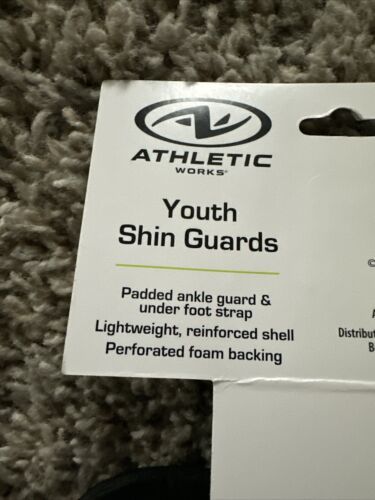 ATHLETIC
WORKS®
Youth
Shin Guards
Padded ankle guard &
under foot strap
Lightweight, reinforced shell
Perforated foam backing
©